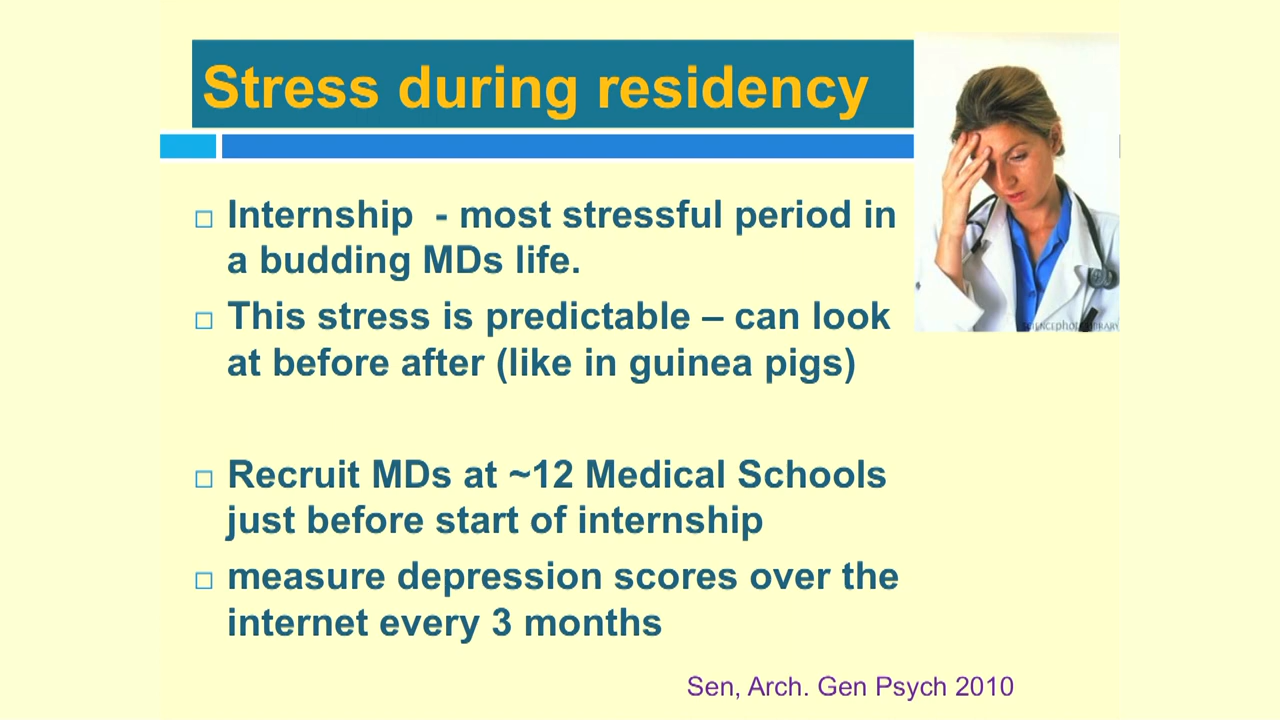 Stress during residency
Internship - most stressful period in
a budding MDs life.
This stress is predictable – can look
at before after (like in guinea pigs)
Recruit MDs at ~12 Medical Schools
just before start of internship
measure depression scores over the
internet every 3 months
Sen, Arch. Gen Psych 2010